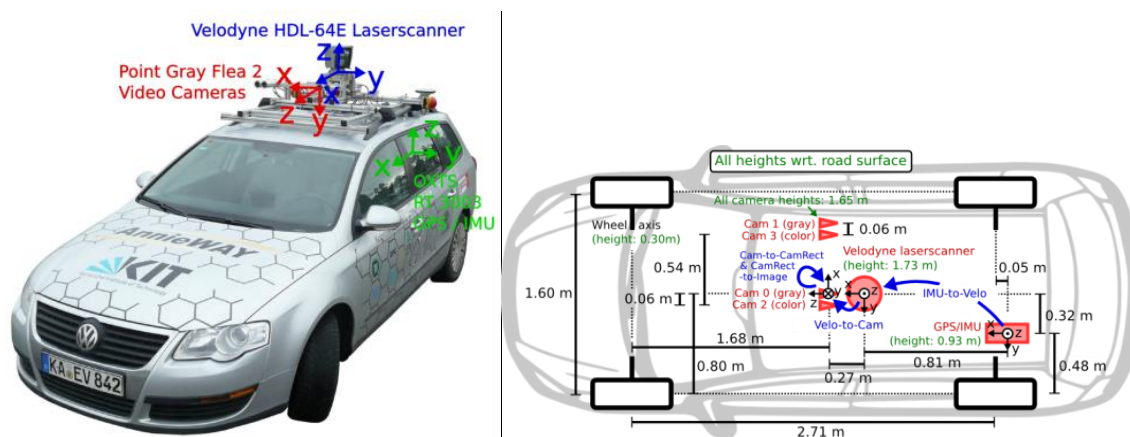 Velodyne HDL-64E Laserscanner
Point Gray Flea 2
Video Cameras
z
y
x
x
z
y
z
y
x
OXTS
RT 3003
GPS / IMU
AnnieWAY
KIT
KA EV 842
All heights wrt. road surface
All camera heights: 1.65 m
Wheel axis
(height: 0.30m)
Cam 1 (gray)
Cam 3 (color)
0.06 m
Velodyne laserscanner
(height: 1.73 m)
Cam-to-CamRect
& CamRect
-to-Image
0.54 m
0.05 m
1.60 m
0.06 m
Cam 0 (gray)
Cam 2 (color)
x
y
z
x
z
y
IMU-to-Velo
Velo-to-Cam
0.32 m
GPS/IMU
(height: 0.93 m)
x
z
y
1.68 m
0.80 m
0.27 m
0.81 m
0.48 m
2.71 m